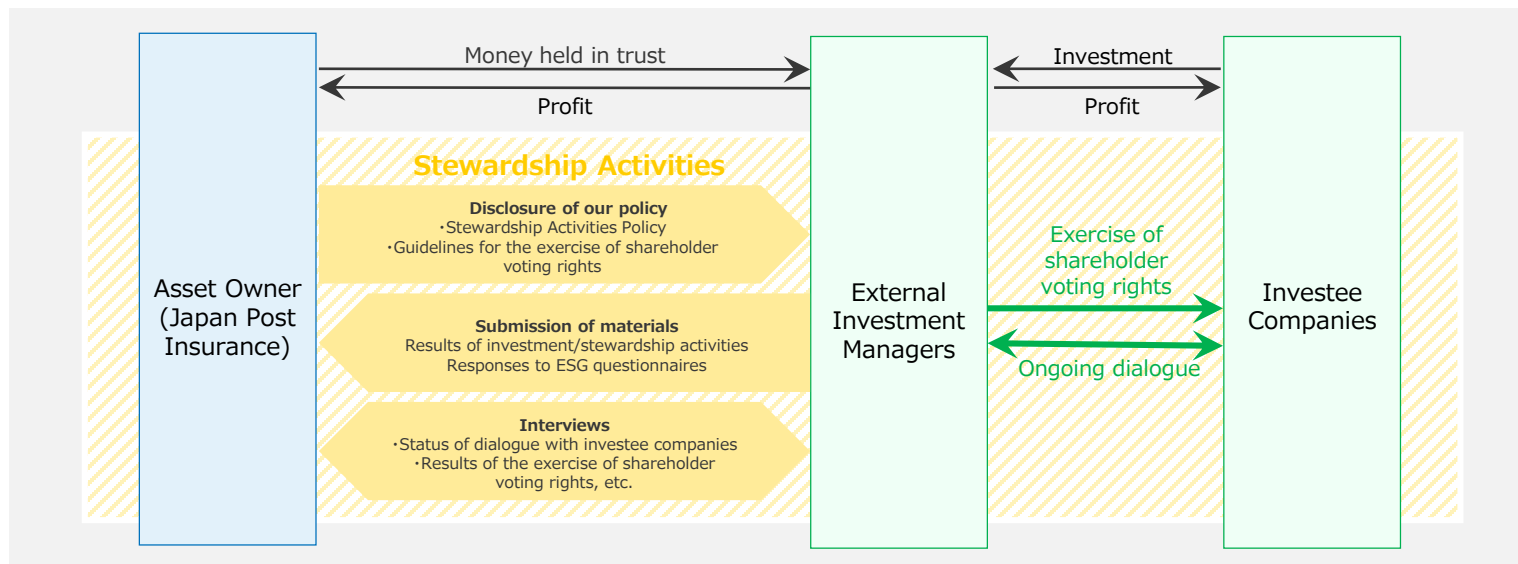 Money held in trust
Profit
Investment
Profit
Stewardship Activities
Disclosure of our policy
・Stewardship Activities Policy
・Guidelines for the exercise of shareholder
voting rights
Submission of materials
Results of investment/stewardship activities
Responses to ESG questionnaires
Interviews
・Status of dialogue with investee companies
・Results of the exercise of shareholder
voting rights, etc.
Asset Owner
(Japan Post
Insurance)
External
Investment
Managers
Exercise of
shareholder
voting rights
Ongoing dialogue
Investee
Companies